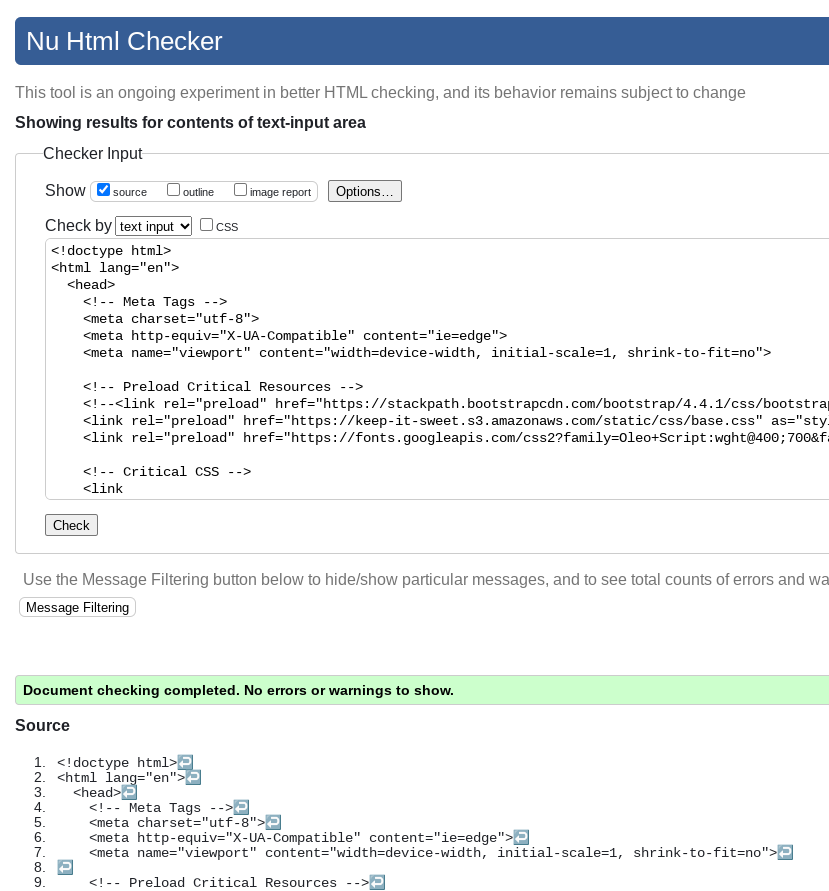 Nu Html Checker
This tool is an ongoing experiment in better HTML checking, and its behavior remains subject to change
Showing results for contents of text-input area
Checker Input
Show source outline image report Options...
Check by text input CSS
<!doctype html>
<html lang="en">
  <head>
    <!-- Meta Tags -->
    <meta charset="utf-8">
    <meta http-equiv="X-UA-Compatible" content="ie=edge">
    <meta name="viewport" content="width=device-width, initial-scale=1, shrink-to-fit=no">
    <!-- Preload Critical Resources -->
    <!--<link rel="preload" href="https://stackpath.bootstrapcdn.com/bootstrap/4.4.1/css/bootstrap
    <link rel="preload" href="https://keep-it-sweet.s3.amazonaws.com/static/css/base.css" as="sty
    <link rel="preload" href="https://fonts.googleapis.com/css2?family=Oleo+Script:wght@400;700&fa
    <!-- Critical CSS -->
    <link
Check
Use the Message Filtering button below to hide/show particular messages, and to see total counts of errors and wa
Message Filtering
Document checking completed. No errors or warnings to show.
Source
1. <!doctype html>↩
2. <html lang="en">↩
3.   <head>↩
4.     <!-- Meta Tags -->↩
5.     <meta charset="utf-8">↩
6.     <meta http-equiv="X-UA-Compatible" content="ie=edge">↩
7.     <meta name="viewport" content="width=device-width, initial-scale=1, shrink-to-fit=no">↩
8. ↩
9.     <!-- Preload Critical Resources -->↩